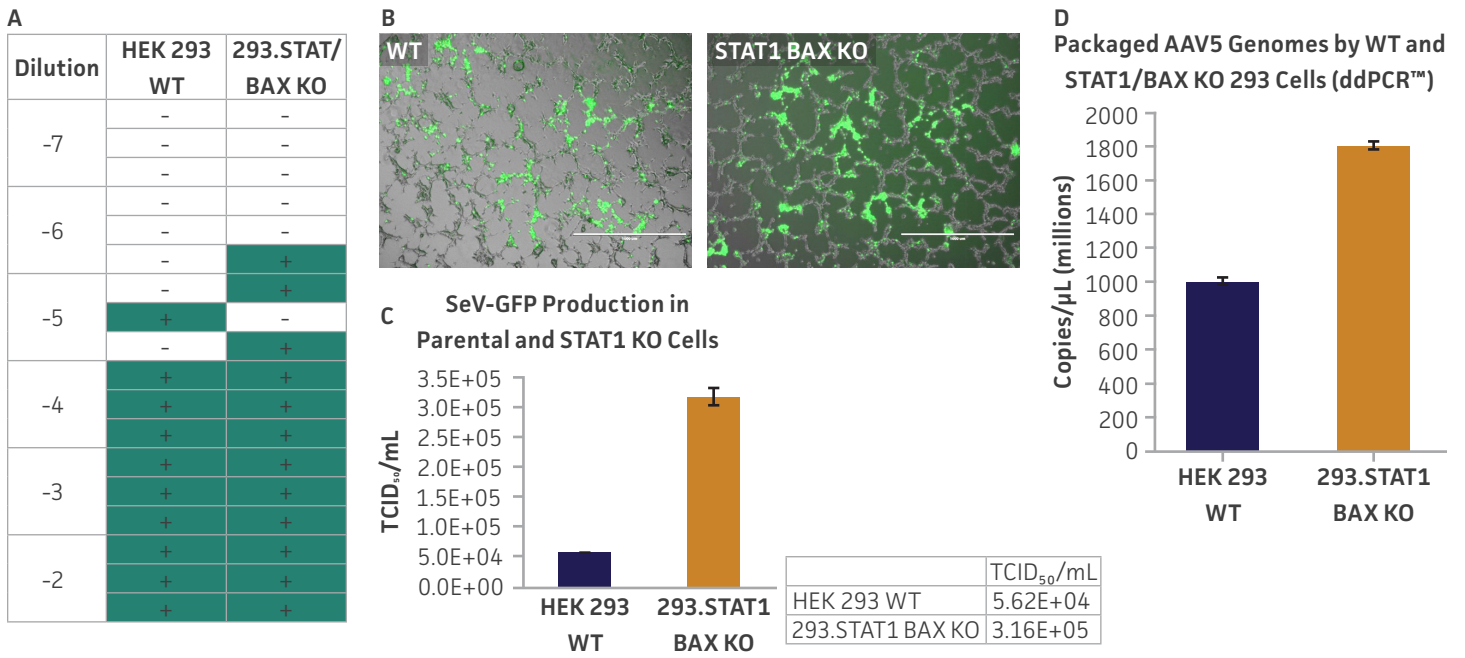 A
Dilution
HEK 293
WT
293.STAT/
BAX KO
-7
- -
- -
- -
-6
- -
- -
- +
-5
- +
+ -
- +
-4
+ +
+ +
+ +
-3
+ +
+ +
+ +
-2
+ +
+ +
+ +
B
WT
STAT1 BAX KO
C
SeV-GFP Production in
Parental and STAT1 KO Cells
TCID₅₀/mL
3.5E+05
3.0E+05
2.5E+05
2.0E+05
1.5E+05
1.0E+05
5.0E+04
0.0E+00
HEK 293
WT
293.STAT1
BAX KO
TCID₅₀/mL
HEK 293 WT 5.62E+04
293.STAT1 BAX KO 3.16E+05
D
Packaged AAV5 Genomes by WT and
STAT1/BAX KO 293 Cells (ddPCR™)
Copies/µL (millions)
2000
1800
1600
1400
1200
1000
800
600
400
200
0
HEK 293
WT
293.STAT1
BAX KO